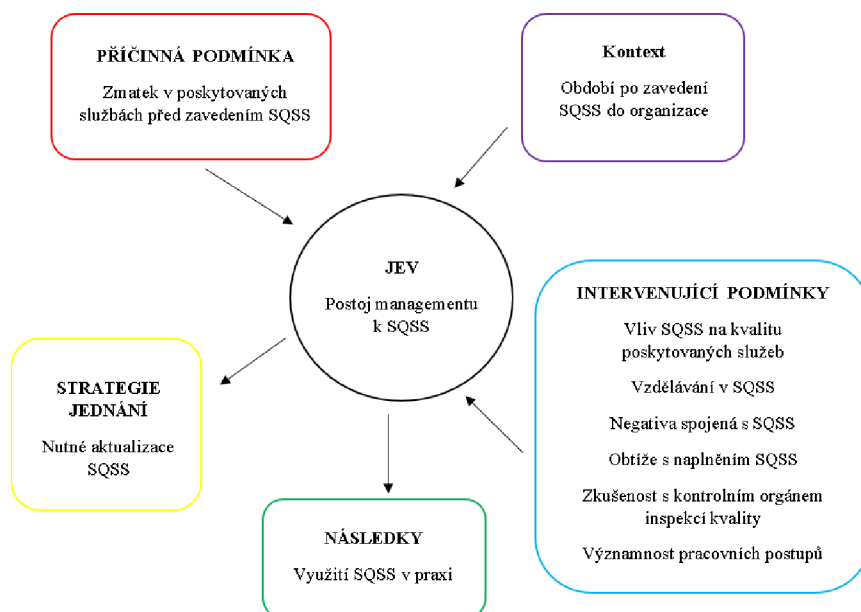 PŘÍČINNÁ PODMÍNKA
Zmatek v poskytovaných
službách před zavedením SQSS
Kontext
Období po zavedení
SQSS do organizace
JEV
Postoj managementu
k SQSS
INTERVENUJÍCÍ PODMÍNKY
Vliv SQSS na kvalitu
poskytovaných služeb
Vzdělávání v SQSS
Negativa spojená s SQSS
Obtíže s naplněním SQSS
Zkušenost s kontrolním orgánem
inspekcí kvality
Významnost pracovních postupů
STRATEGIE
JEDNÁNÍ
Nutné aktualizace
SQSS
NÁSLEDKY
Využití SQSS v praxi